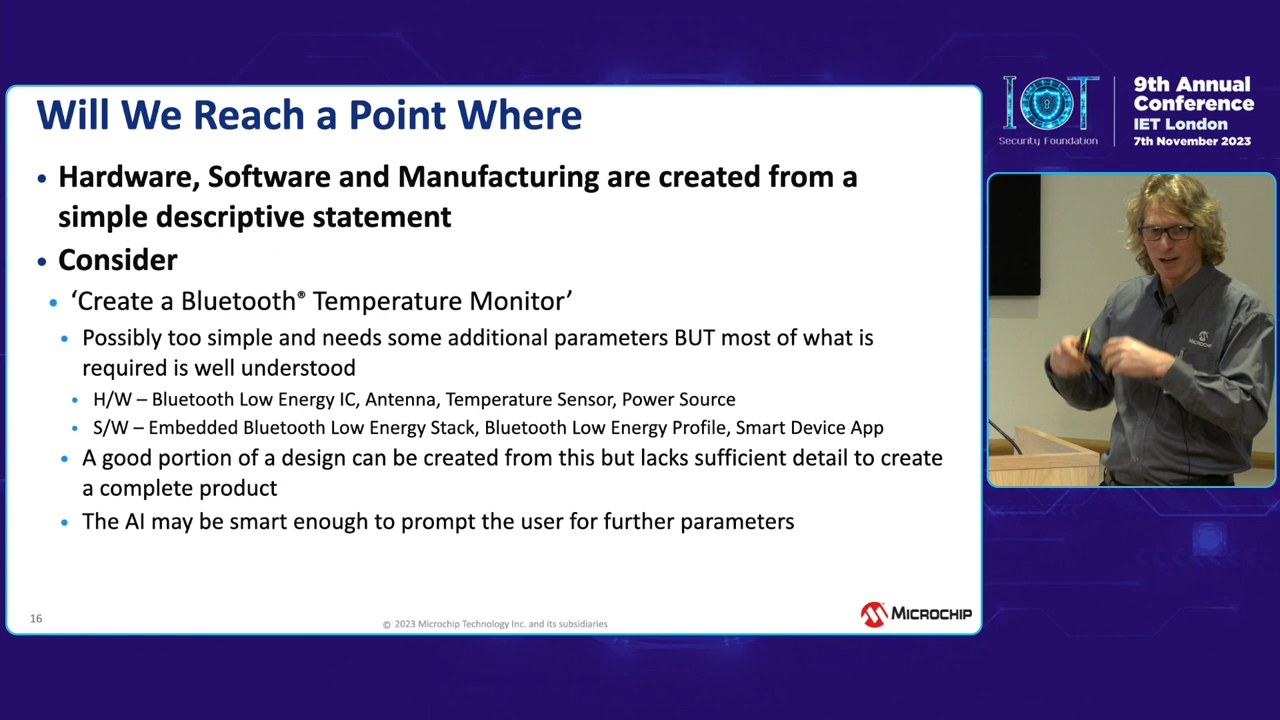 Will We Reach a Point Where
• Hardware, Software and Manufacturing are created from a
simple descriptive statement
• Consider
• ‘Create a Bluetooth® Temperature Monitor’
• Possibly too simple and needs some additional parameters BUT most of what is
required is well understood
• H/W – Bluetooth Low Energy IC, Antenna, Temperature Sensor, Power Source
• S/W – Embedded Bluetooth Low Energy Stack, Bluetooth Low Energy Profile, Smart Device App
• A good portion of a design can be created from this but lacks sufficient detail to create
a complete product
• The AI may be smart enough to prompt the user for further parameters
16
© 2023 Microchip Technology Inc. and its subsidiaries
MICROCHIP
IOT
Security Foundation
9th Annual
Conference
IET London
7th November 2023
MICROCHIP